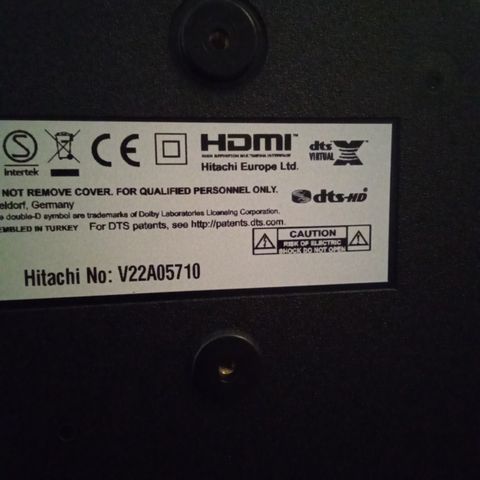 S
intertek
CE
HDMI™
HIGH-DEFINITION MULTIMEDIA INTERFACE
Hitachi Europe Ltd.
dts X
VIRTUAL
NOT REMOVE COVER. FOR QUALIFIED PERSONNEL ONLY.
eldorf, Germany
e double-D symbol are trademarks of Dolby Laboratories Licensing Corporation.
EMBLED IN TURKEY For DTS patents, see http://patents.dts.com.
dts-HD
CAUTION
RISK OF ELECTRIC
SHOCK DO NOT OPEN
Hitachi No: V22A05710